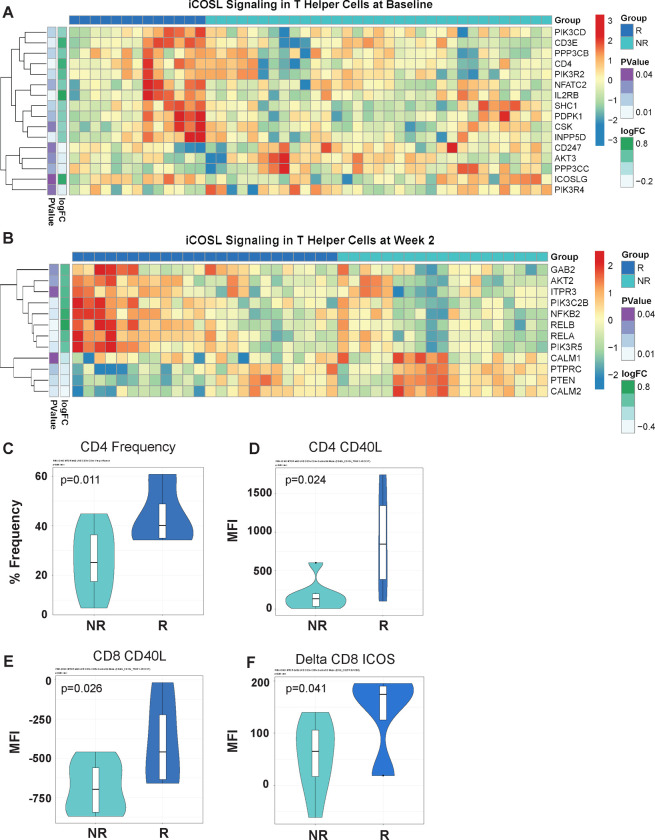 A
iCOSL Signaling in T Helper Cells at Baseline
Group
PIK3CD
CD3E
PPP3CB
CD4
PIK3R2
NFATC2
IL2RB
SHC1
PDPK1
CSK
INPP5D
CD247
AKT3
PPP3CC
ICOSLG
PIK3R4
PValue
logFC
3
2
1
0
−1
−2
−3
Group
R
NR
PValue
0.04
0.01
logFC
0.8
−0.2
B
iCOSL Signaling in T Helper Cells at Week 2
Group
GAB2
AKT2
ITPR3
PIK3C2B
NFKB2
RELB
RELA
PIK3R5
CALM1
PTPRC
PTEN
CALM2
PValue
logFC
2
1
0
−1
−2
Group
R
NR
PValue
0.04
0.01
logFC
0.8
−0.4
C
CD4 Frequency
p=0.011
% Frequency
60
40
20
0
NR
R
D
CD4 CD40L
p=0.024
MFI
1500
1000
500
0
NR
R
E
CD8 CD40L
p=0.026
MFI
0
-250
-500
-750
NR
R
F
Delta CD8 ICOS
p=0.041
MFI
200
100
0
NR
R